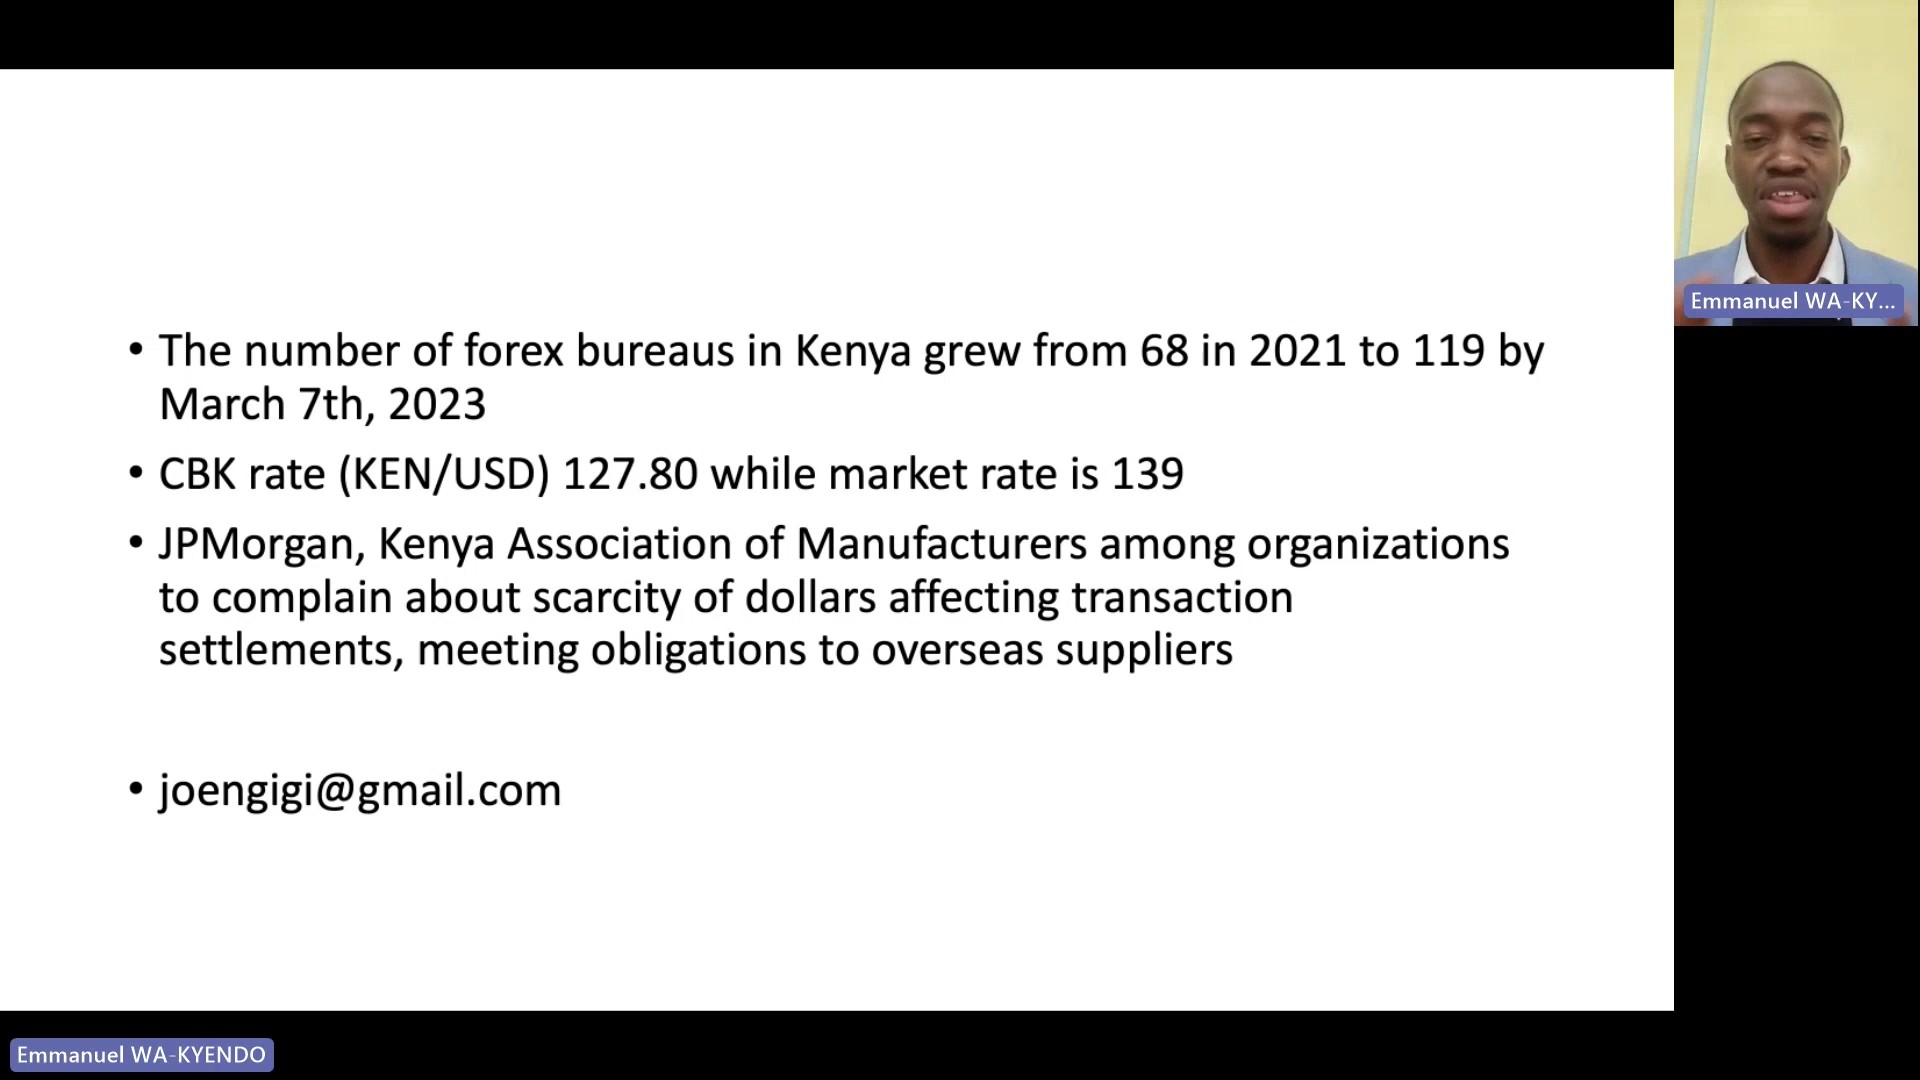 • The number of forex bureaus in Kenya grew from 68 in 2021 to 119 by
March 7th, 2023
• CBK rate (KEN/USD) 127.80 while market rate is 139
• JPMorgan, Kenya Association of Manufacturers among organizations
to complain about scarcity of dollars affecting transaction
settlements, meeting obligations to overseas suppliers
• joengigi@gmail.com
Emmanuel WA-KY...
Emmanuel WA-KYENDO